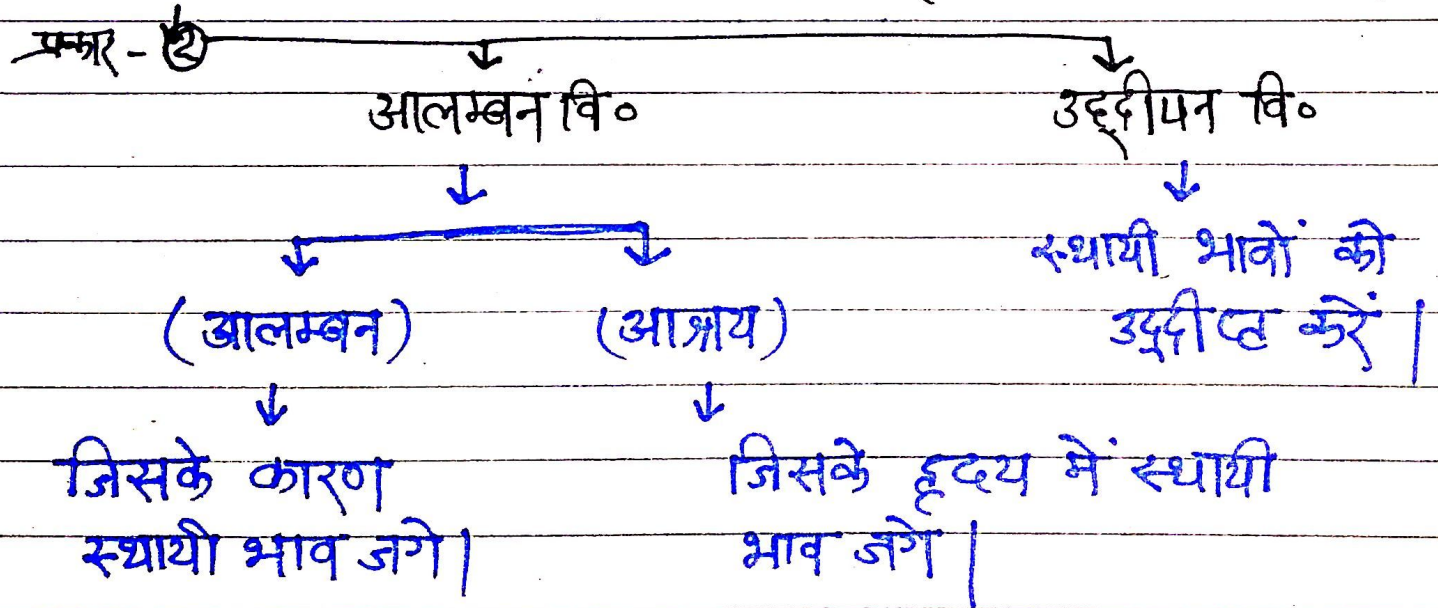 प्रकार - ②
आलम्बन वि० उद्दीपन वि०
स्थायी भावों को
(आलम्बन) (आश्रय) उद्दीप्त करें |
जिसके कारण जिसके हृदय में स्थायी
स्थायी भाव जगे | भाव जगे |